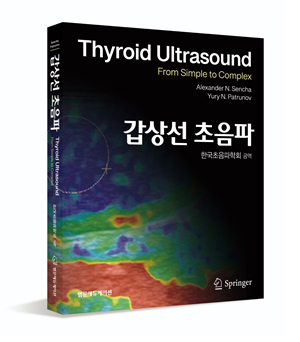 Thyroid Ultrasound
From Simple to Complex
Alexander N. Sencha
Yury N. Patrunov
갑상선 초음파
한국초음파학회 공역
Springer
갑상선 초음파
Thyroid Ultrasound